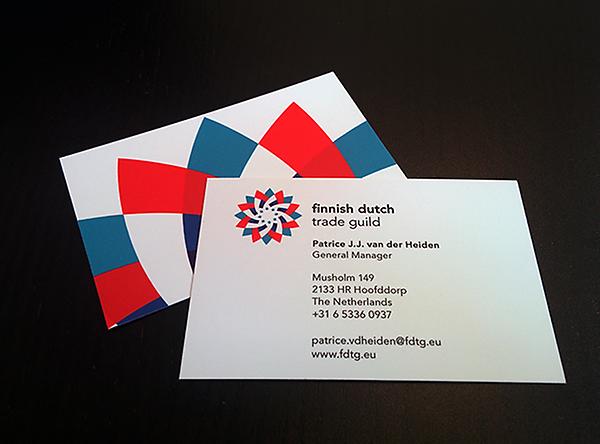 finnish dutch
trade guild
Patrice J.J. van der Heiden
General Manager
Musholm 149
2133 HR Hoofddorp
The Netherlands
+31 6 5336 0937
patrice.vdheiden@fdtg.eu
www.fdtg.eu